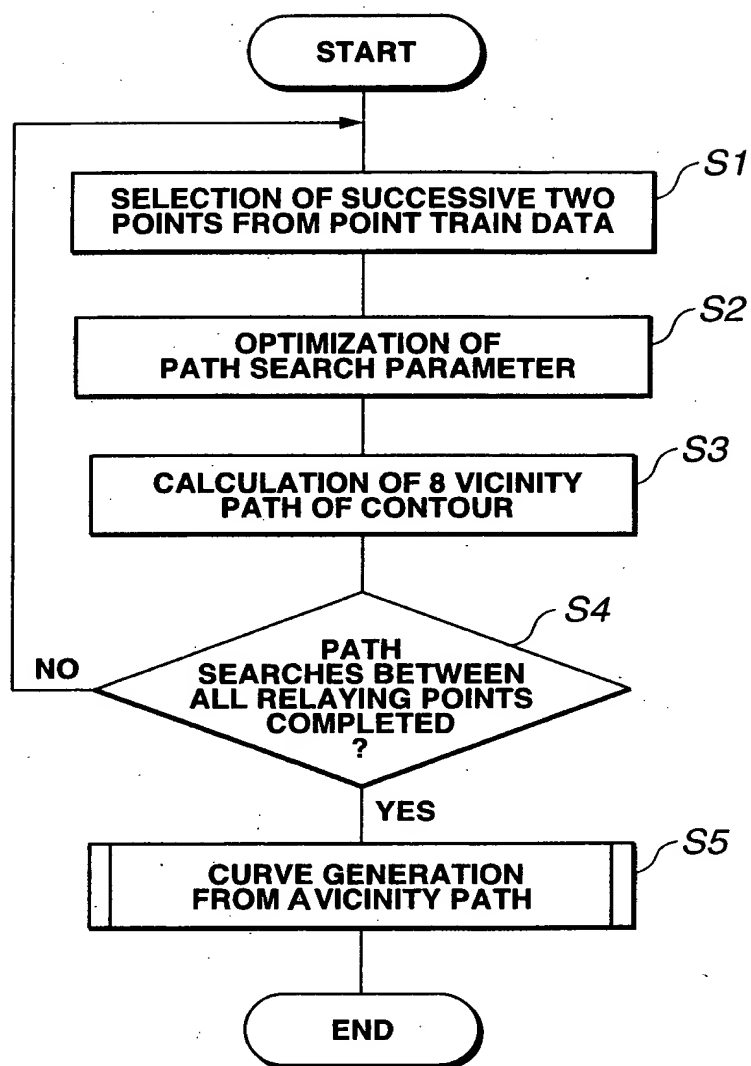 START
S1
SELECTION OF SUCCESSIVE TWO
POINTS FROM POINT TRAIN DATA
S2
OPTIMIZATION OF
PATH SEARCH PARAMETER
S3
CALCULATION OF 8 VICINITY
PATH OF CONTOUR
S4
PATH
SEARCHES BETWEEN
ALL RELAYING POINTS
COMPLETED
?
NO
YES
S5
CURVE GENERATION
FROM A VICINITY PATH
END